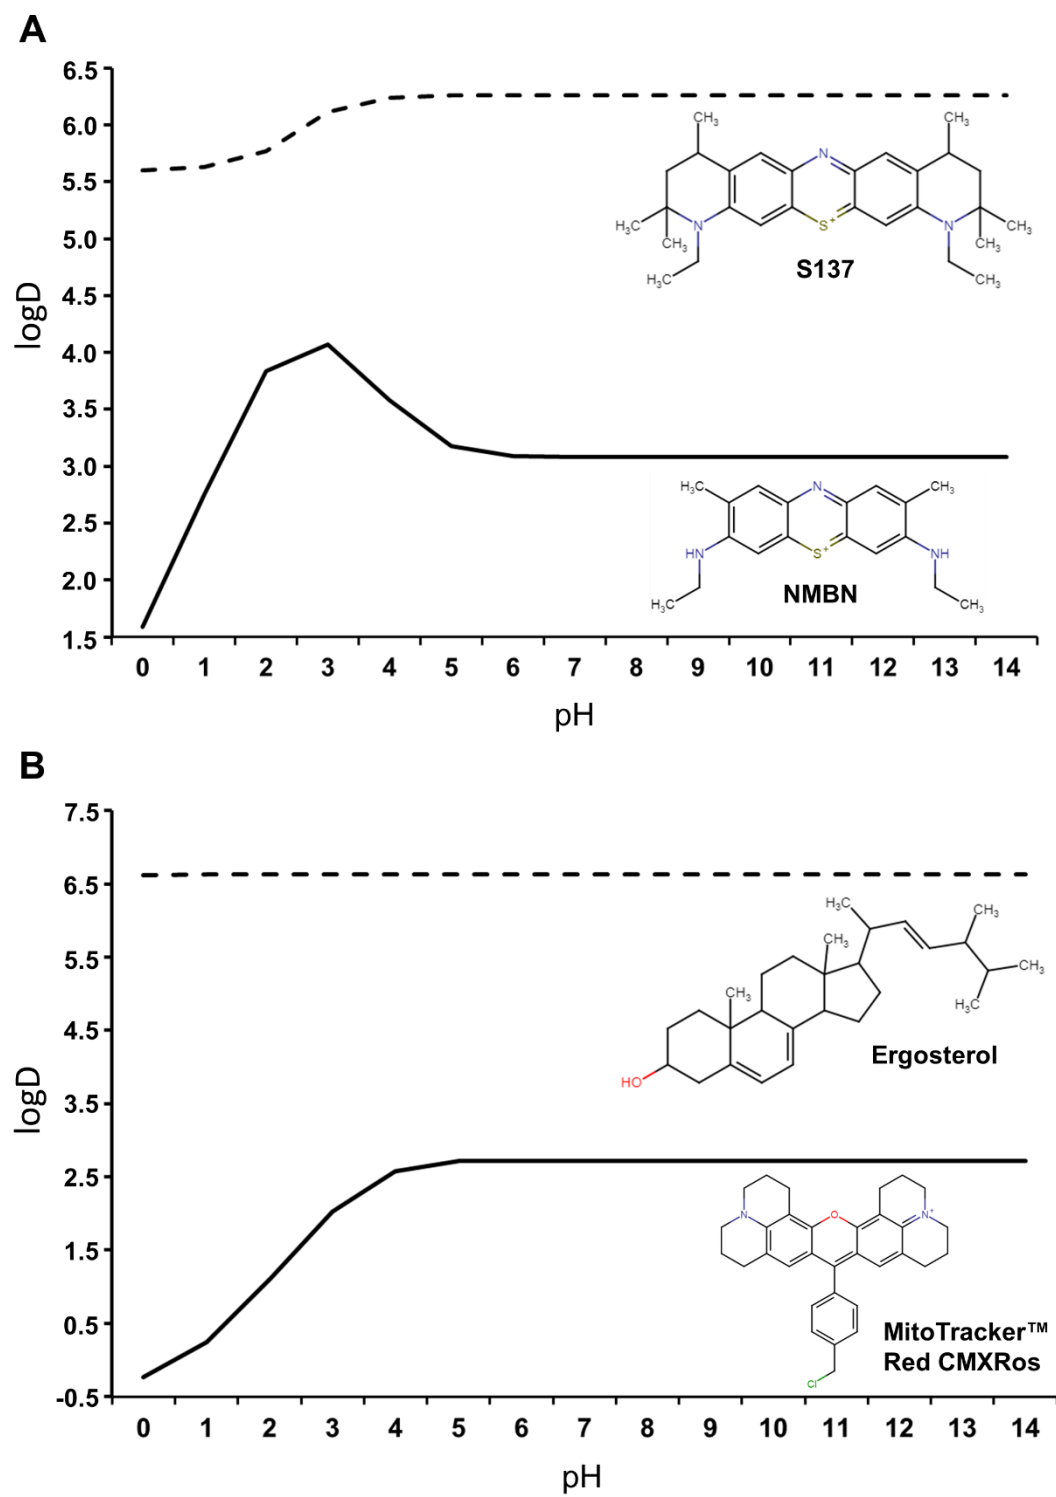 A
6.5
6.0
5.5
5.0
4.5
4.0
3.5
3.0
2.5
2.0
1.5
logD
CH₃
CH₃
N
H₃C
N
S⁺
N
CH₃
CH₃
CH₃
H₃C
CH₃
S137
H₃C
N
CH₃
HN
S⁺
NH
H₃C
CH₃
NMBN
0 1 2 3 4 5 6 7 8 9 10 11 12 13 14
pH
B
7.5
6.5
5.5
4.5
3.5
2.5
1.5
0.5
-0.5
logD
H₃C
CH₃
CH₃
CH₃
CH₃
H₃C
HO
Ergosterol
N
O
N⁺
Cl
MitoTracker™
Red CMXRos
0 1 2 3 4 5 6 7 8 9 10 11 12 13 14
pH